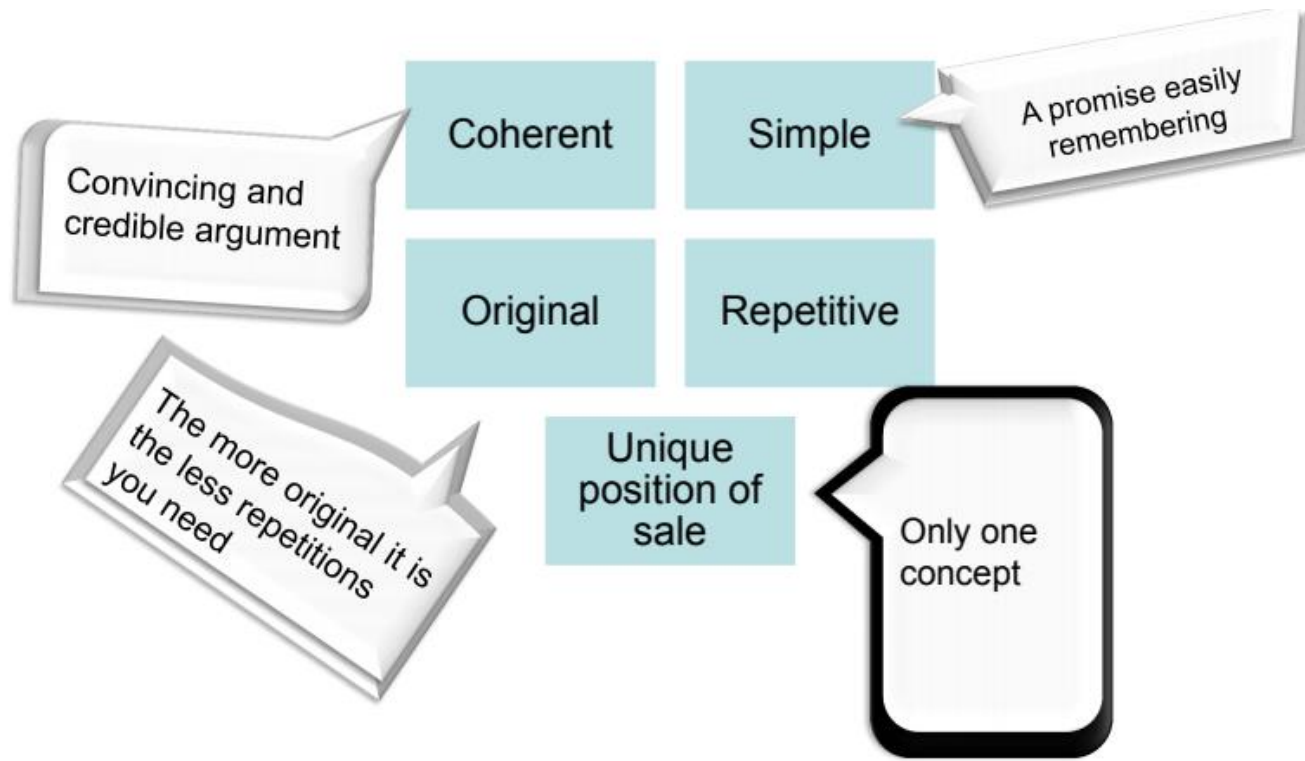 Coherent
Simple
A promise easily
remembering
Convincing and
credible argument
Original
Repetitive
The more original it is
the less repetitions
you need
Unique
position of
sale
Only one
concept